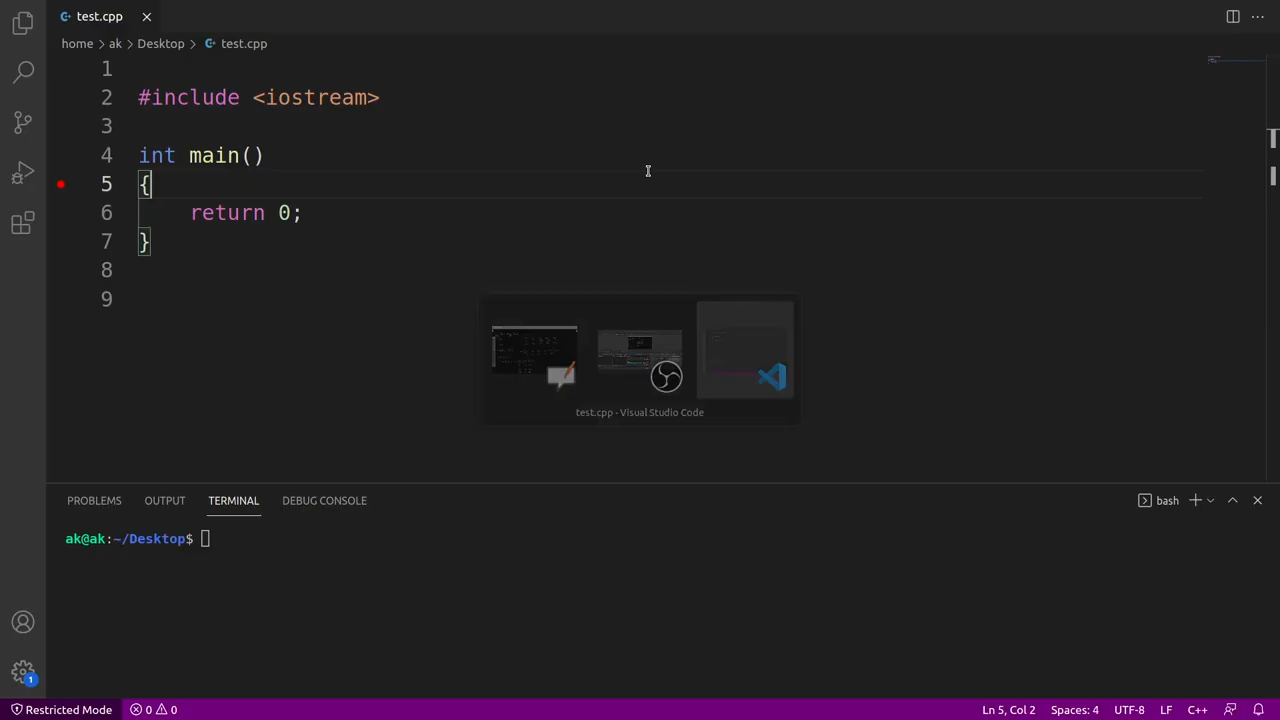 test.cpp
home > ak > Desktop > test.cpp
1
2 #include <iostream>
3
4 int main()
5 {
6 return 0;
7 }
8
9
test.cpp - Visual Studio Code
PROBLEMS OUTPUT TERMINAL DEBUG CONSOLE bash
ak@ak:~/Desktop$
1
Restricted Mode 0 0 Ln 5, Col 2 Spaces: 4 UTF-8 LF C++